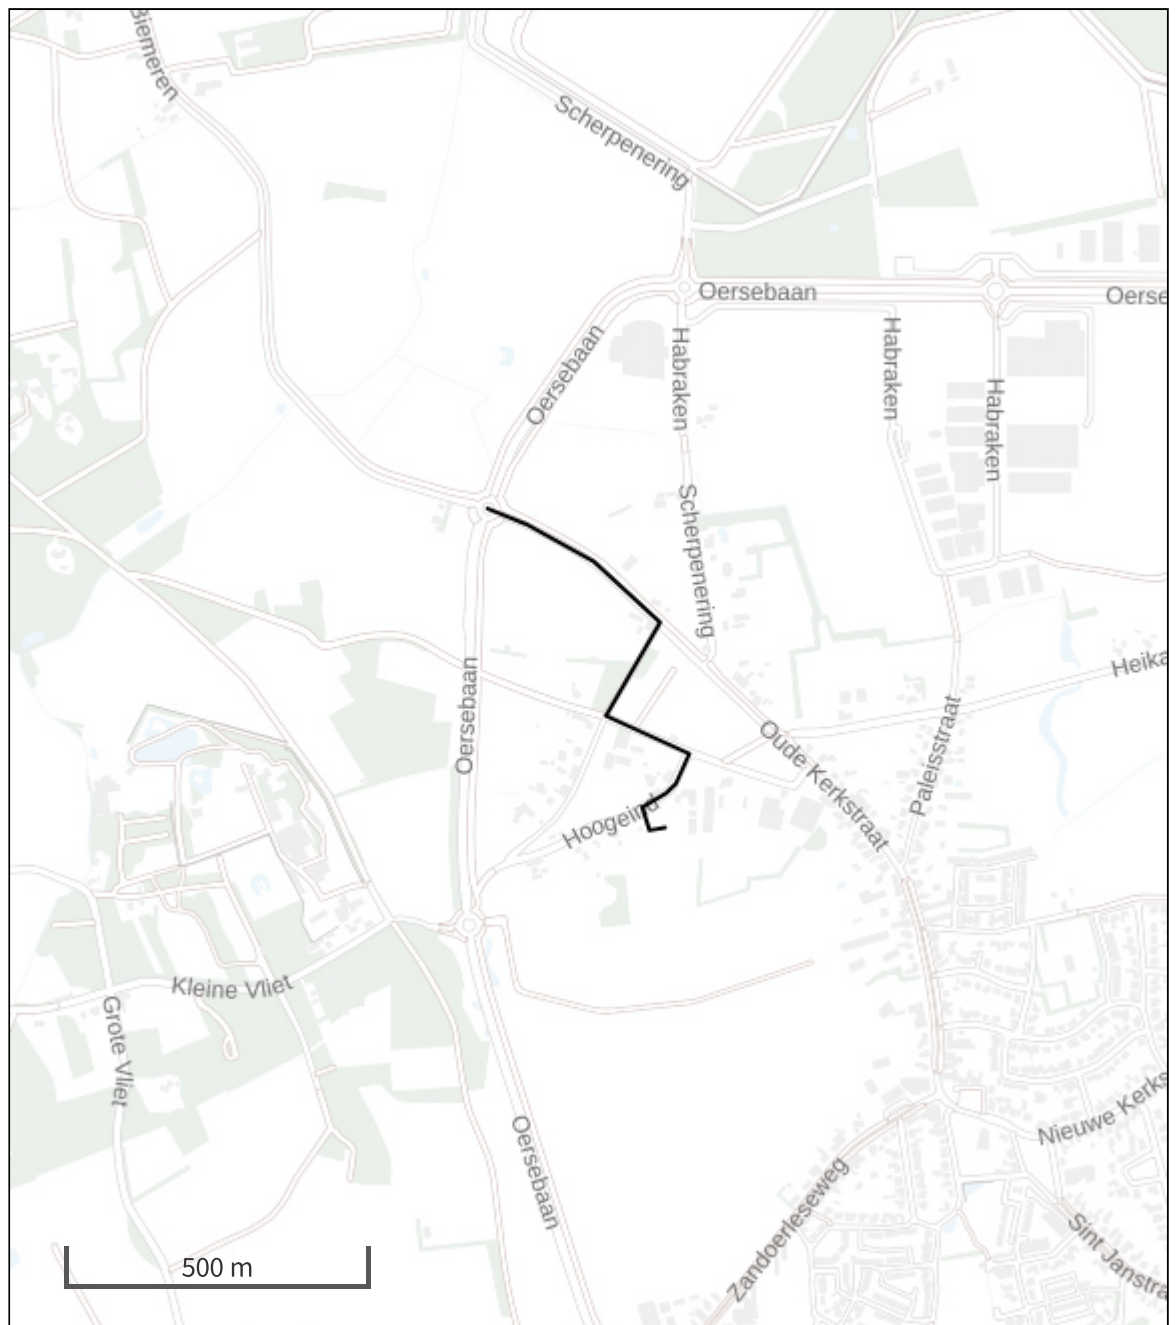 Biemeren
Scherpenering
Oersebaan
Oerse
Oersebaan
Habraken
Habraken
Habraken
Scherpenering
Heika
Oersebaan
Oude Kerkstraat
Paleisstraat
Hoogeind
Kleine Vliet
Grote Vliet
Nieuwe Kerks
Oersebaan
Zandoerleseweg
Sint Janstra
500 m